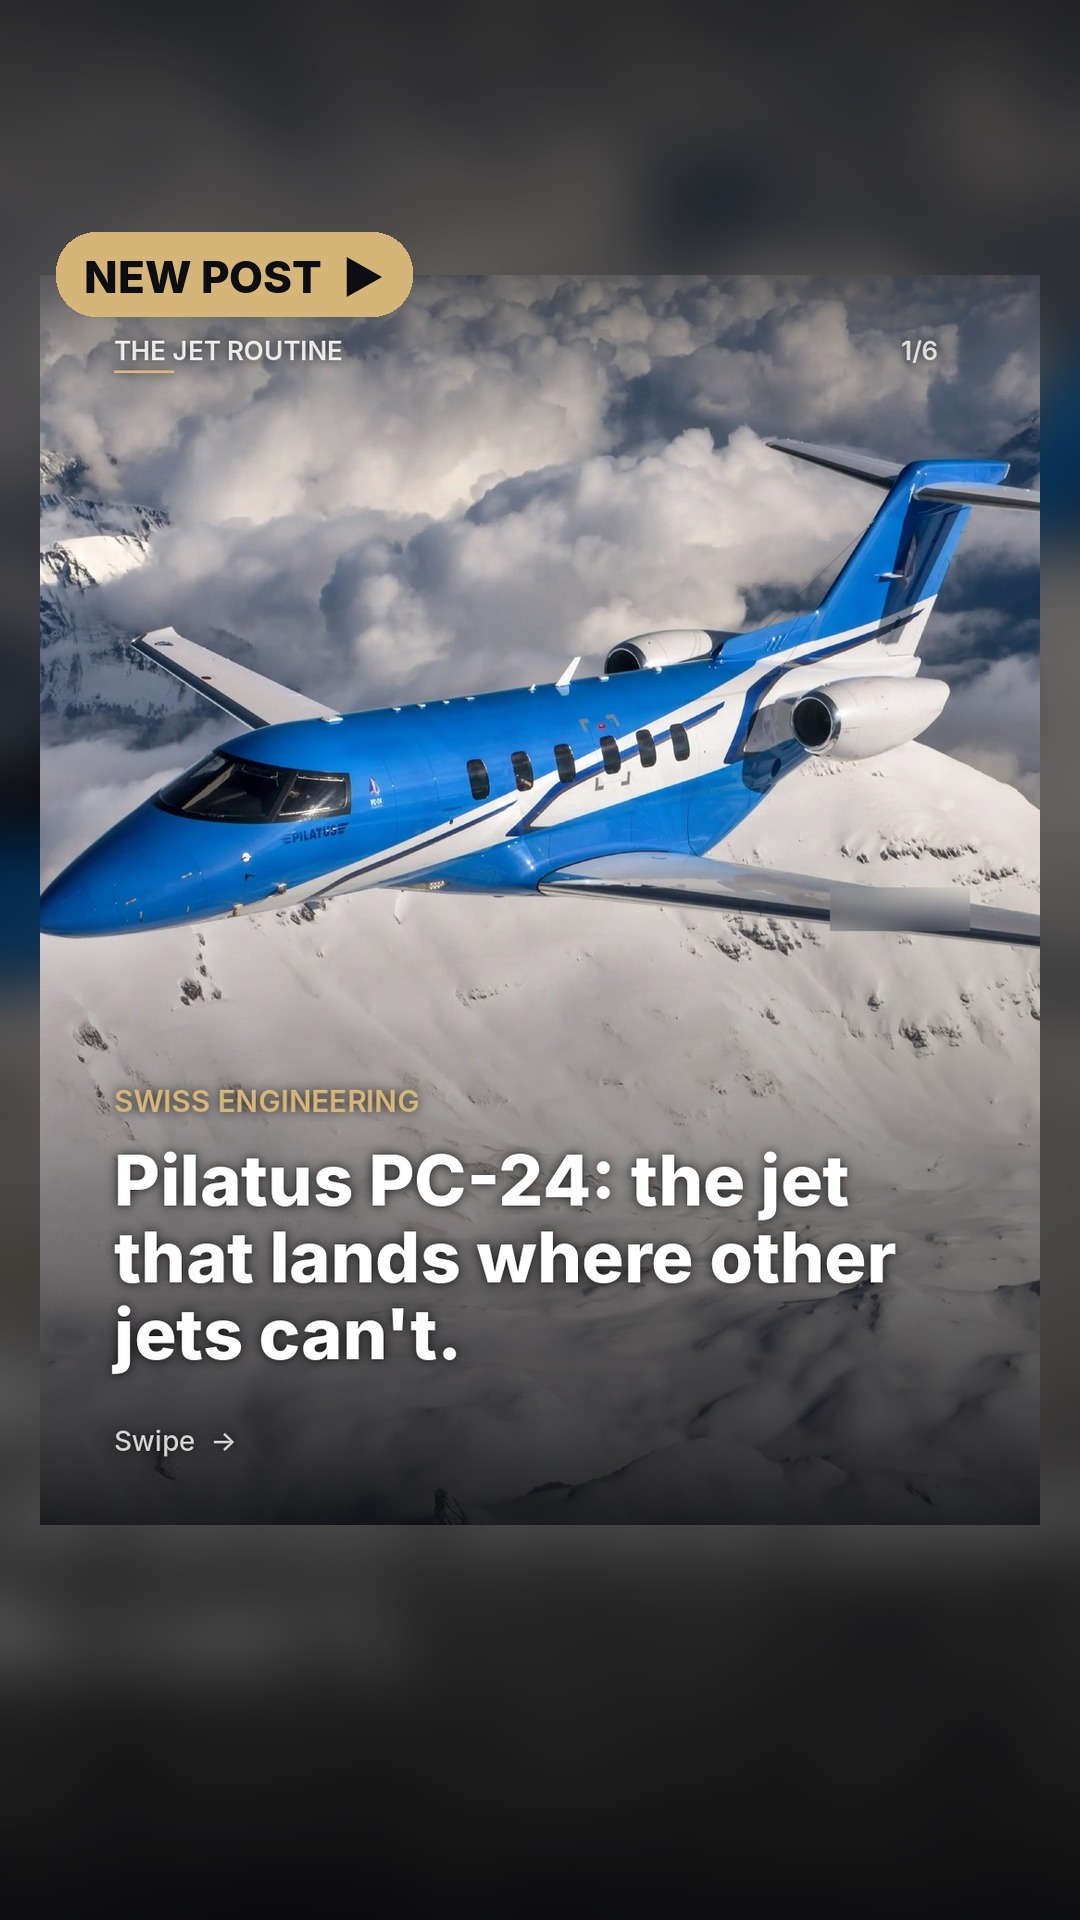 NEW POST
THE JET ROUTINE
1/6
PILATUS
SWISS ENGINEERING
Pilatus PC-24: the jet
that lands where other
jets can't.
Swipe →